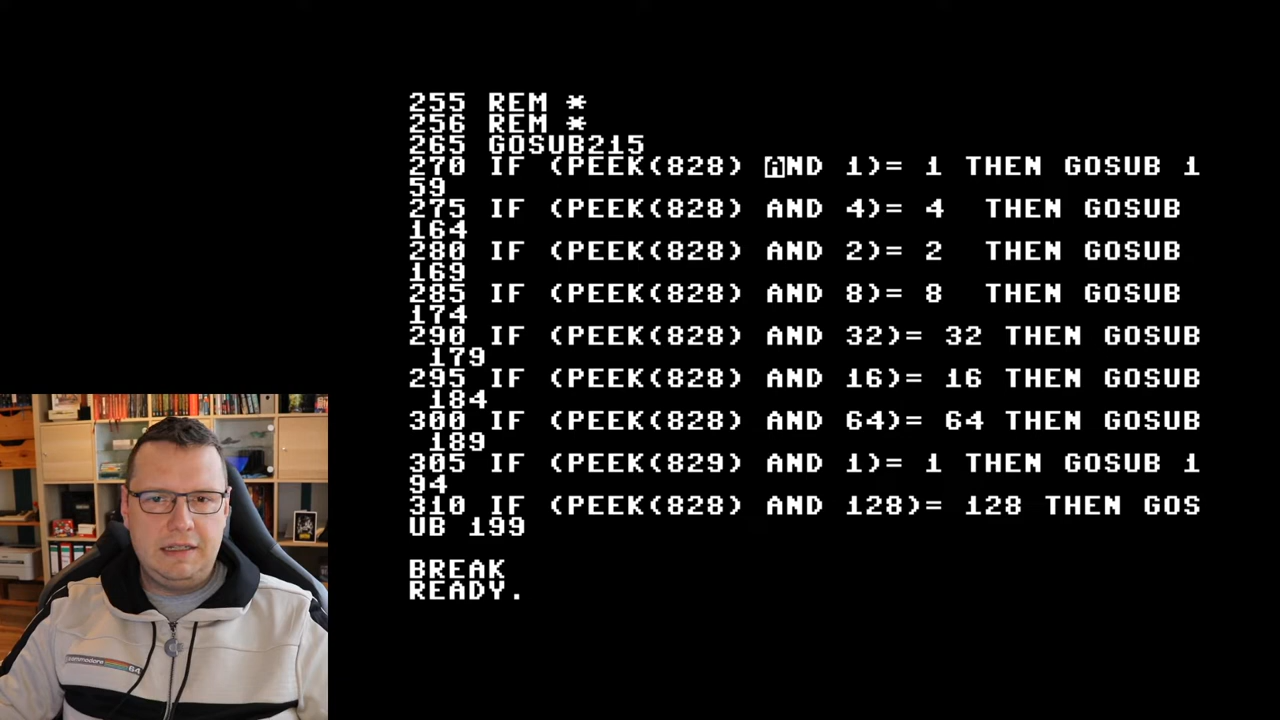 255 REM *
256 REM *
265 GOSUB215
270 IF (PEEK(828) AND 1)= 1 THEN GOSUB 1
59
275 IF (PEEK(828) AND 4)= 4  THEN GOSUB
164
280 IF (PEEK(828) AND 2)= 2  THEN GOSUB
169
285 IF (PEEK(828) AND 8)= 8  THEN GOSUB
174
290 IF (PEEK(828) AND 32)= 32 THEN GOSUB
179
295 IF (PEEK(828) AND 16)= 16 THEN GOSUB
184
300 IF (PEEK(828) AND 64)= 64 THEN GOSUB
189
305 IF (PEEK(829) AND 1)= 1 THEN GOSUB 1
94
310 IF (PEEK(828) AND 128)= 128 THEN GOS
UB 199
BREAK
READY.
commodore 64